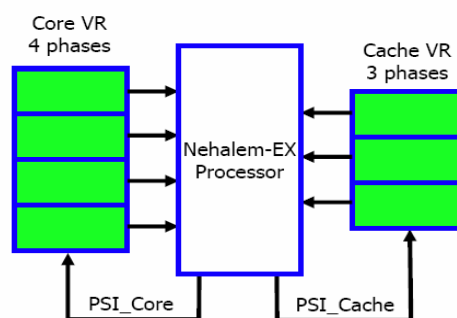 Core VR
4 phases
Cache VR
3 phases
Nehalem-EX
Processor
PSI_Core
PSI_Cache